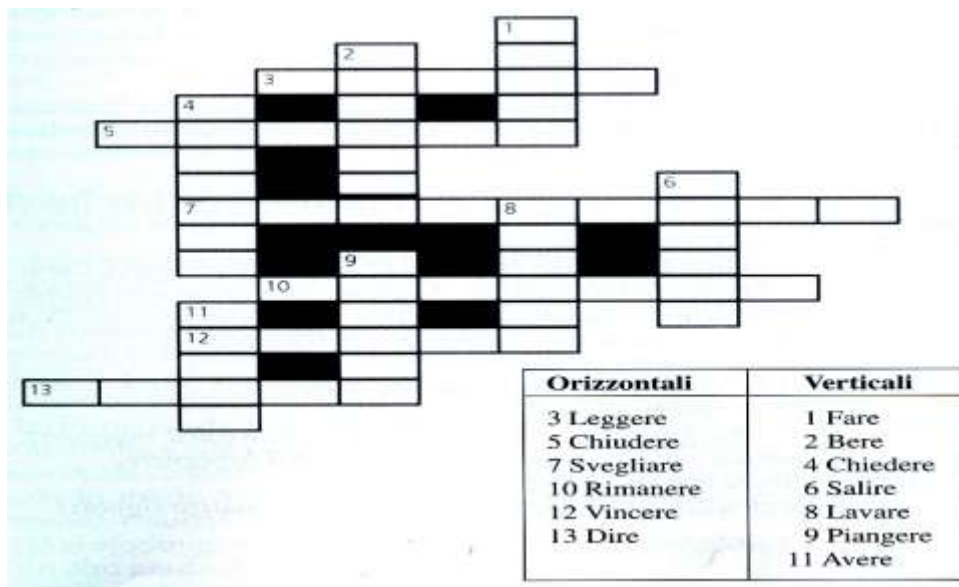 1
2
3
4
5
6
7
8
9
10
11
12
13
Orizzontali
3 Leggere
5 Chiudere
7 Svegliare
10 Rimanere
12 Vincere
13 Dire
Verticali
1 Fare
2 Bere
4 Chiedere
6 Salire
8 Lavare
9 Piangere
11 Avere